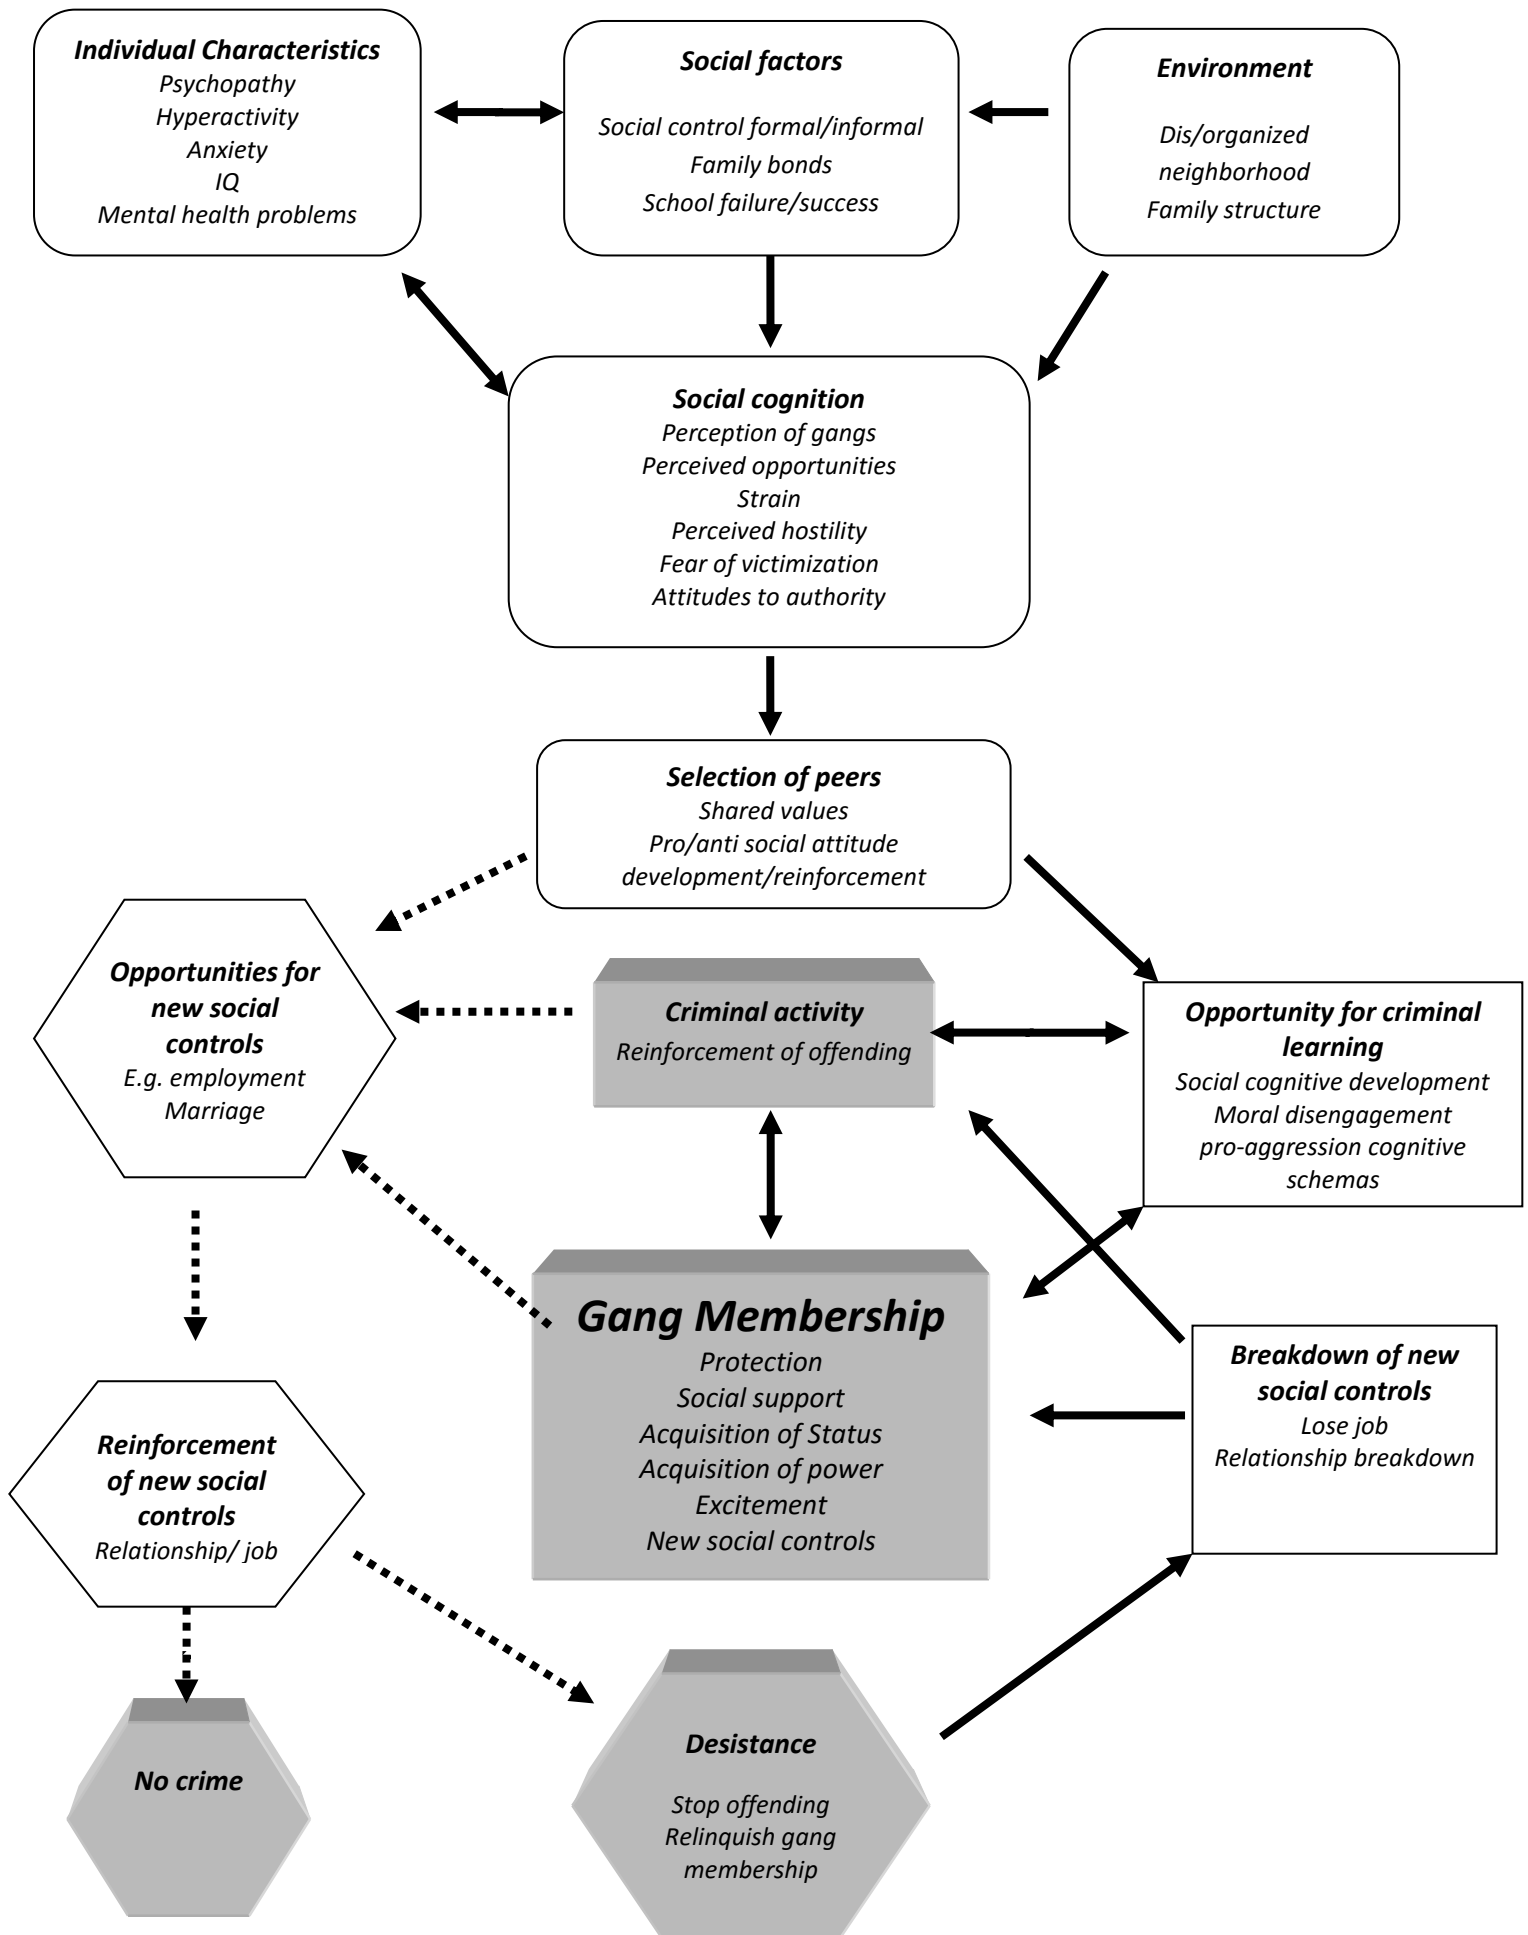 Individual Characteristics
Psychopathy
Hyperactivity
Anxiety
IQ
Mental health problems
Social factors
Social control formal/informal
Family bonds
School failure/success
Environment
Dis/organized
neighborhood
Family structure
Social cognition
Perception of gangs
Perceived opportunities
Strain
Perceived hostility
Fear of victimization
Attitudes to authority
Selection of peers
Shared values
Pro/anti social attitude
development/reinforcement
Opportunities for
new social
controls
E.g. employment
Marriage
Criminal activity
Reinforcement of offending
Opportunity for criminal
learning
Social cognitive development
Moral disengagement
pro-aggression cognitive
schemas
Gang Membership
Protection
Social support
Acquisition of Status
Acquisition of power
Excitement
New social controls
Breakdown of new
social controls
Lose job
Relationship breakdown
Reinforcement
of new social
controls
Relationship/ job
No crime
Desistance
Stop offending
Relinquish gang
membership